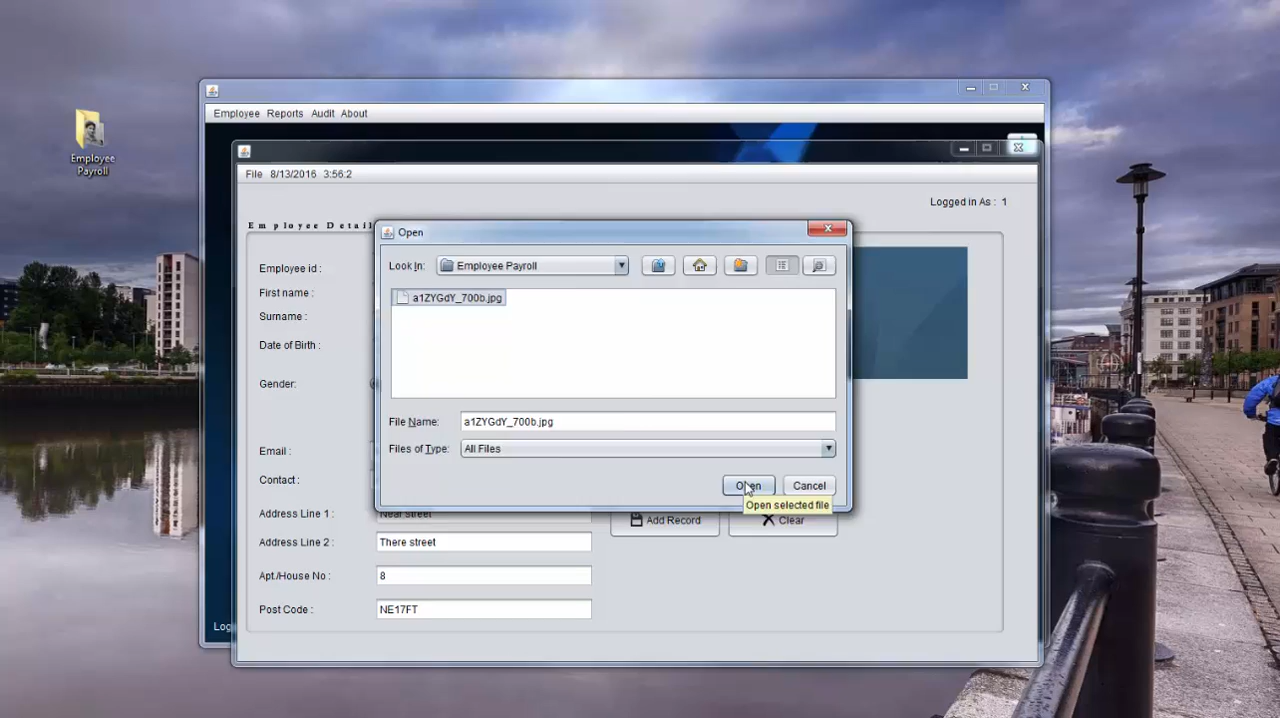 Employee Payroll
Employee Reports Audit About
File 8/13/2016 3:56:2
Logged in As : 1
Employee Detail
Open
Look In: Employee Payroll
a1ZYGdY_700b.jpg
File Name: a1ZYGdY_700b.jpg
Files of Type: All Files
Open Cancel
Open selected file
Employee id :
First name :
Surname :
Date of Birth :
Gender:
Email :
Contact :
Address Line 1 : Near street
Add Record Clear
Address Line 2 : There street
Apt./House No : 8
Post Code : NE17FT
Log